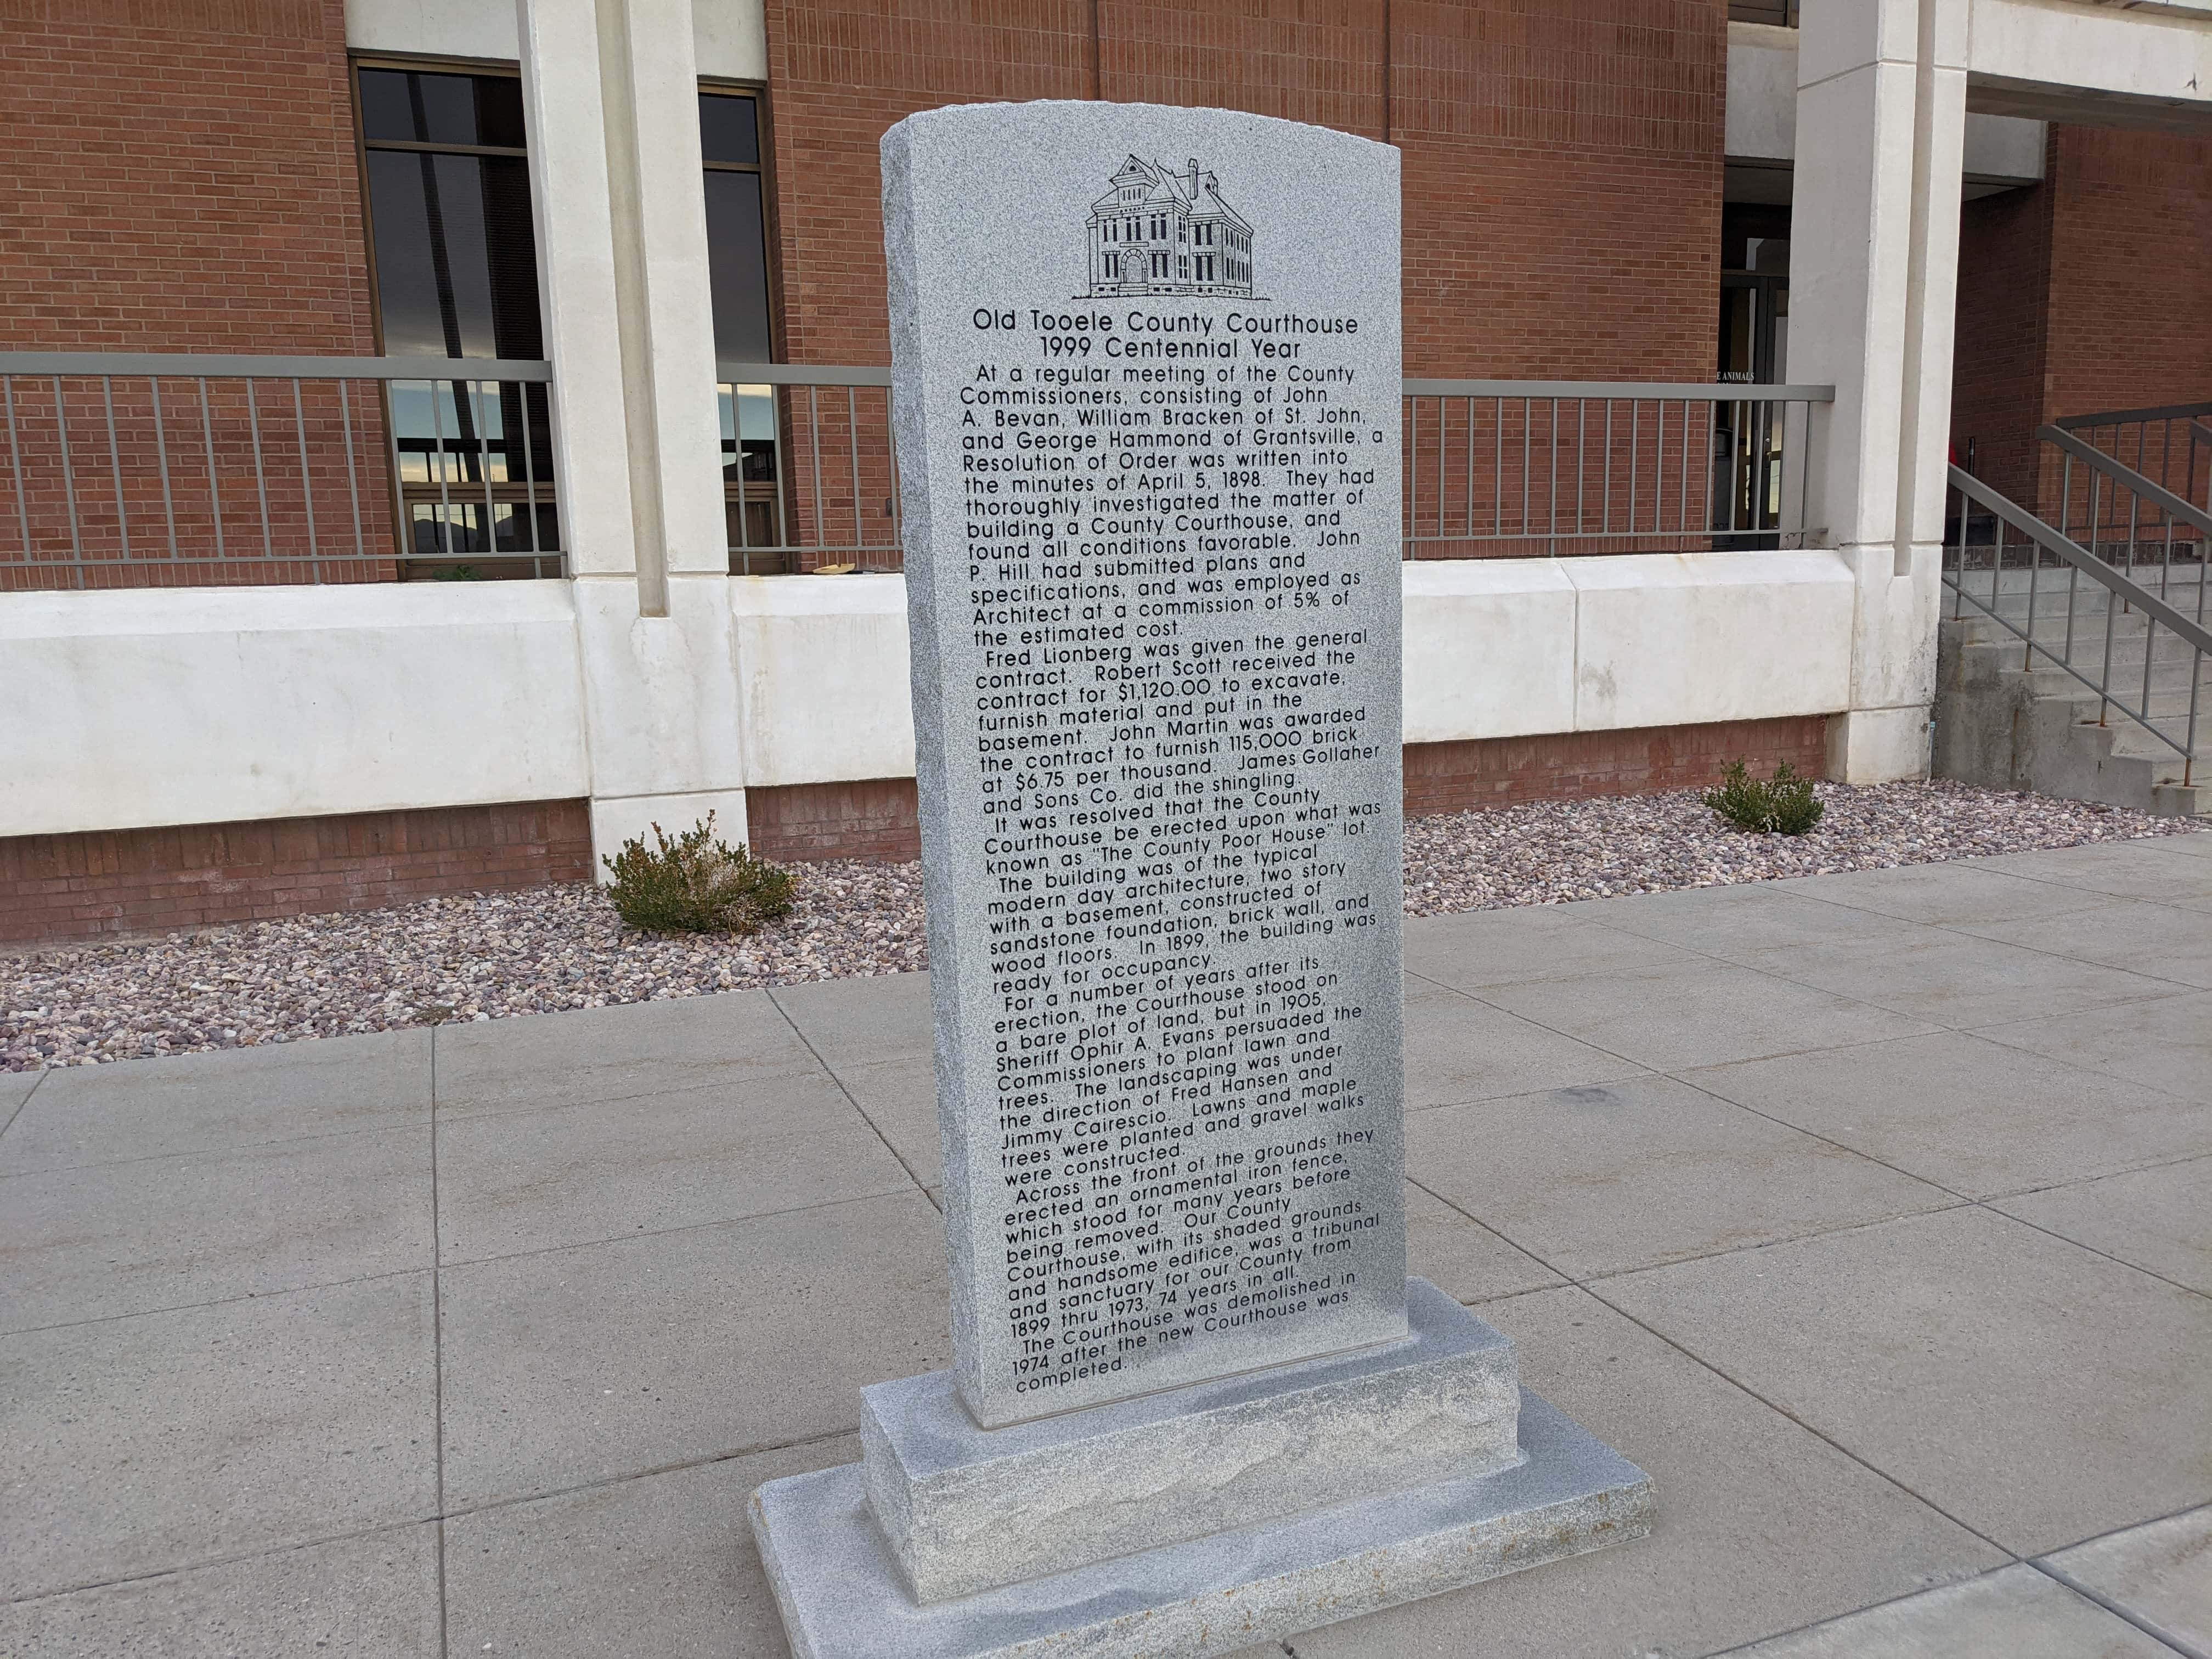 Old Tooele County Courthouse
1999 Centennial Year
At a regular meeting of the County
Commissioners, consisting of John
A. Bevan, William Bracken of St. John,
and George Hammond of Grantsville, a
Resolution of Order was written into
the minutes of April 5, 1898. They had
thoroughly investigated the matter of
building a County Courthouse, and
found all conditions favorable. John
P. Hill had submitted plans and
specifications, and was employed as
Architect at a commission of 5% of
the estimated cost.
Fred Lionberg was given the general
contract. Robert Scott received the
contract for $1,120.00 to excavate,
furnish material and put in the
basement. John Martin was awarded
the contract to furnish 115,000 brick
at $6.75 per thousand. James Gollaher
and Sons Co. did the shingling.
It was resolved that the County
Courthouse be erected upon what was
known as "The County Poor House" lot.
The building was of the typical
modern day architecture, two story
with a basement, constructed of
sandstone foundation, brick wall, and
wood floors. In 1899, the building was
ready for occupancy.
For a number of years after its
erection, the Courthouse stood on
a bare plot of land, but in 1905,
Sheriff Ophir A. Evans persuaded the
Commissioners to plant lawn and
trees. The landscaping was under
the direction of Fred Hansen and
Jimmy Cairescio. Lawns and maple
trees were planted and gravel walks
were constructed.
Across the front of the grounds they
erected an ornamental iron fence,
which stood for many years before
being removed. Our County
Courthouse, with its shaded grounds
and handsome edifice, was a tribunal
and sanctuary for our County from
1899 thru 1973, 74 years in all.
The Courthouse was demolished in
1974 after the new Courthouse was
completed.
ANIMALS